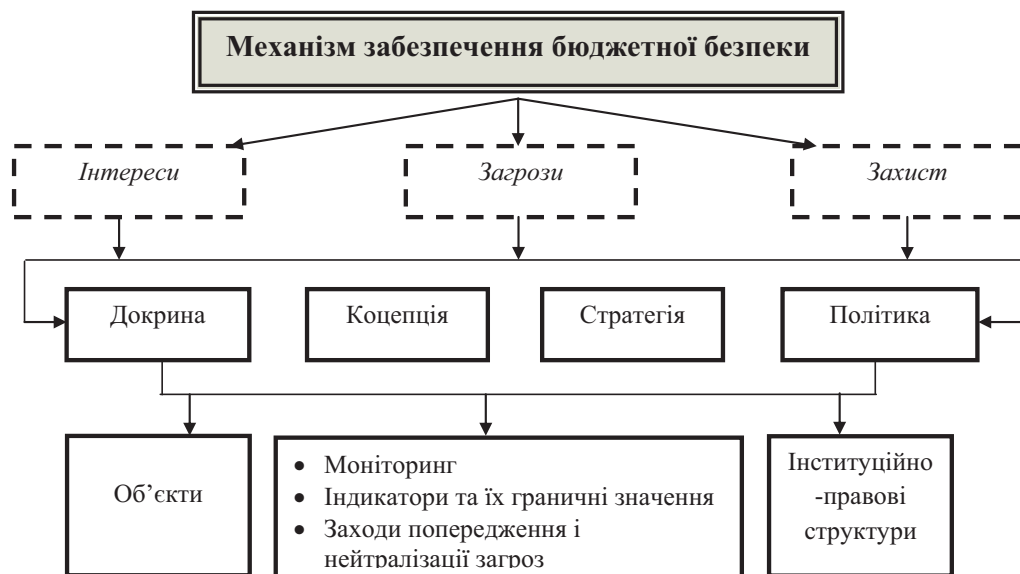 Механізм забезпечення бюджетної безпеки
Інтереси
Загрози
Захист
Докрина
Коцепція
Стратегія
Політика
Об’єкти
• Моніторинг
• Індикатори та їх граничні значення
• Заходи попередження і
нейтралізації загроз
Інституційно
-правові
структури